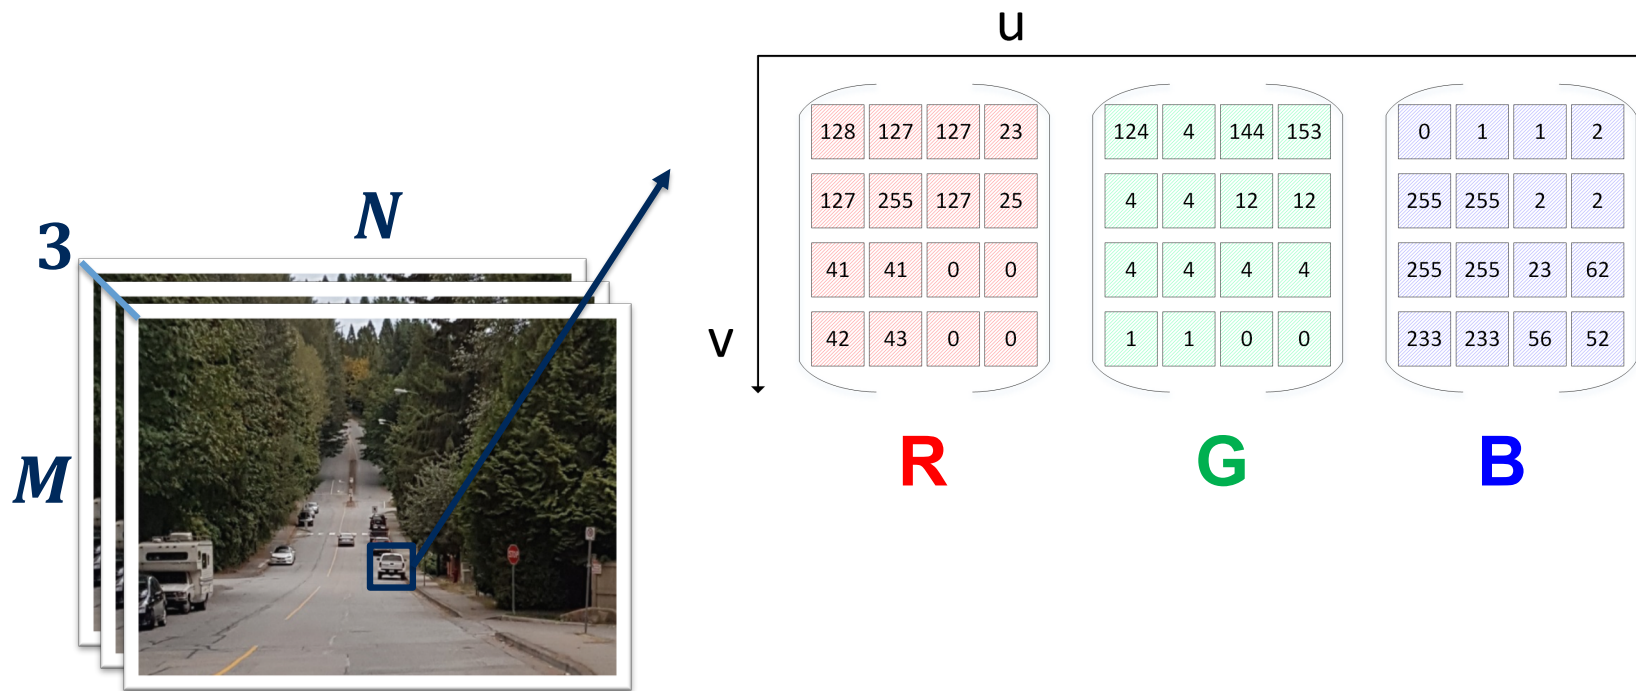 u
v
128 127 127 23
127 255 127 25
41 41 0 0
42 43 0 0
R
124 4 144 153
4 4 12 12
4 4 4 4
1 1 0 0
G
0 1 1 2
255 255 2 2
255 255 23 62
233 233 56 52
B
3
N
M
STOP